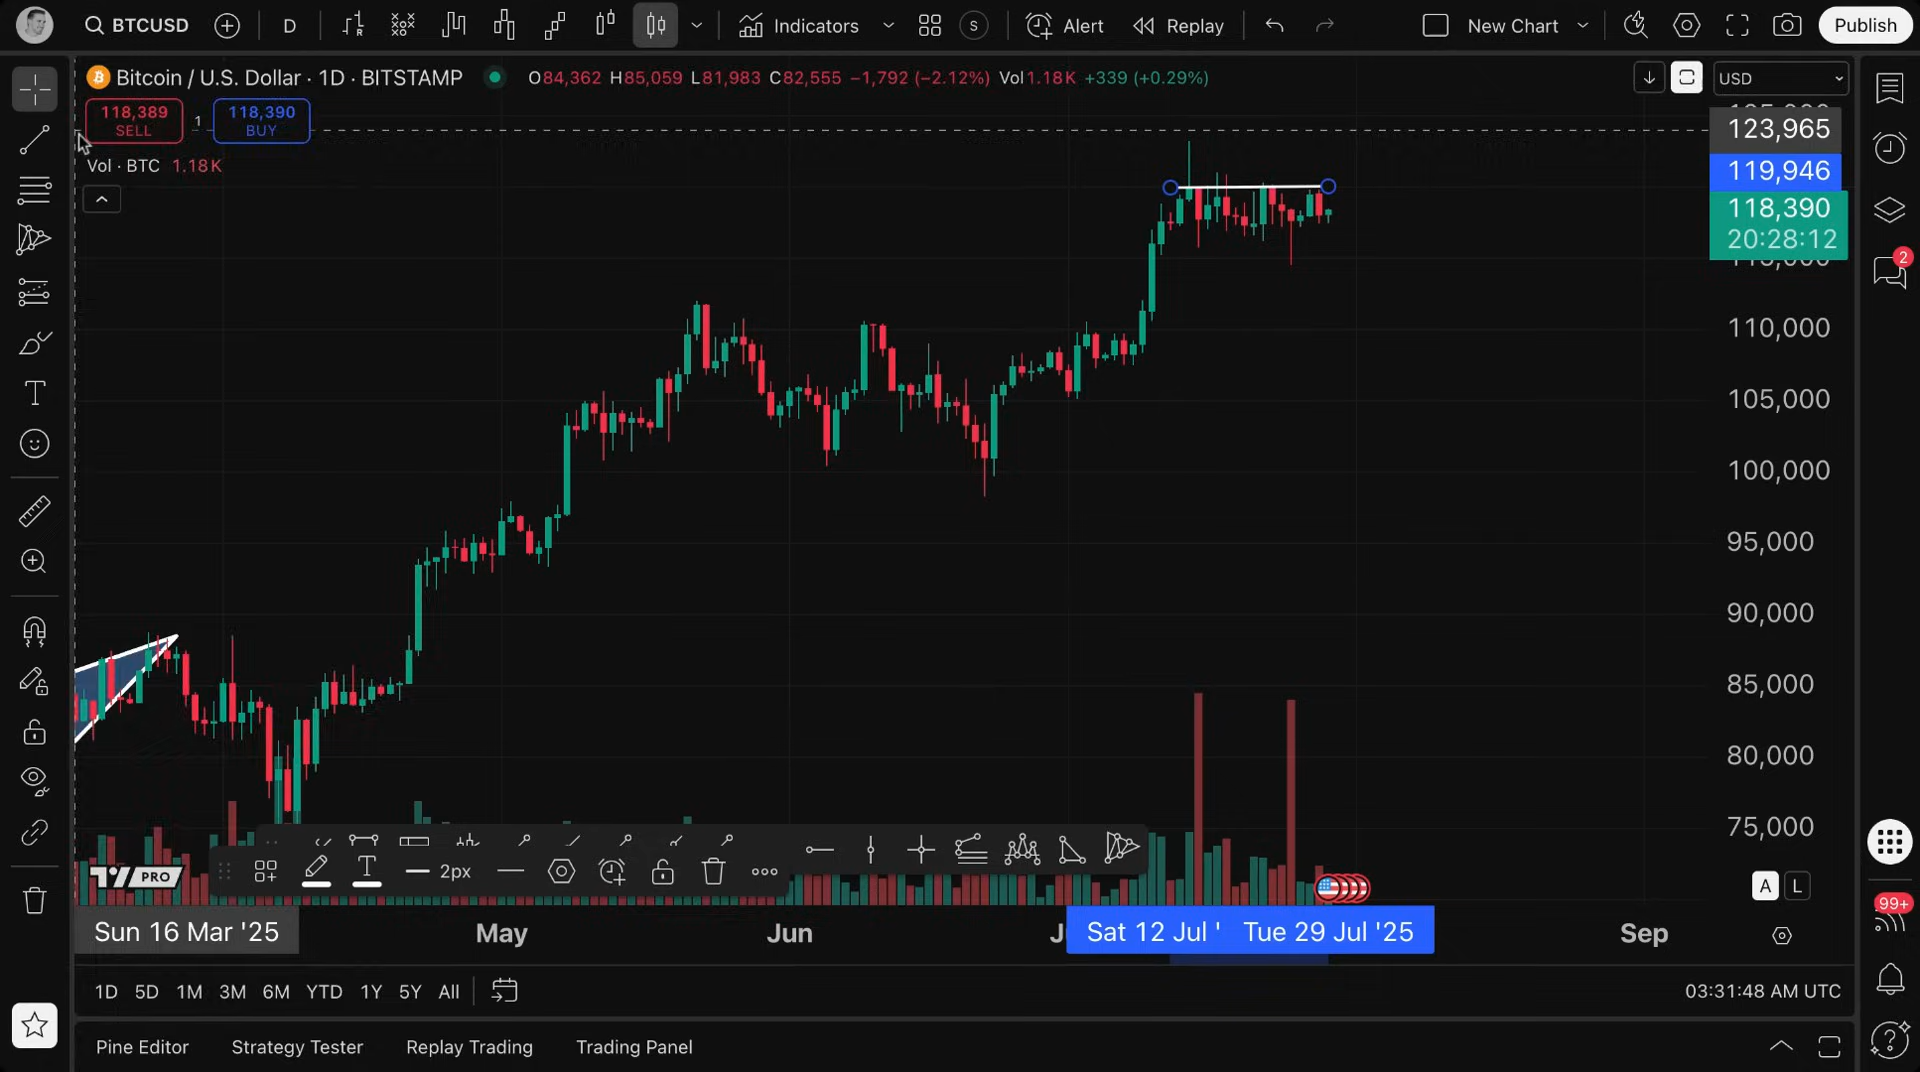 BTCUSD D Indicators S Alert Replay New Chart Publish
Bitcoin / U.S. Dollar · 1D · BITSTAMP O84,362 H85,059 L81,983 C82,555 −1,792 (−2.12%) Vol1.18K +339 (+0.29%)
USD
118,389
SELL
1
118,390
BUY
Vol · BTC 1.18K
123,965
119,946
118,390
20:28:12
110,000
105,000
100,000
95,000
90,000
85,000
80,000
75,000
2
99+
PRO
T
2px
A L
Sun 16 Mar '25 May Jun Sat 12 Jul ' Tue 29 Jul '25 Sep
1D 5D 1M 3M 6M YTD 1Y 5Y All
03:31:48 AM UTC
Pine Editor Strategy Tester Replay Trading Trading Panel